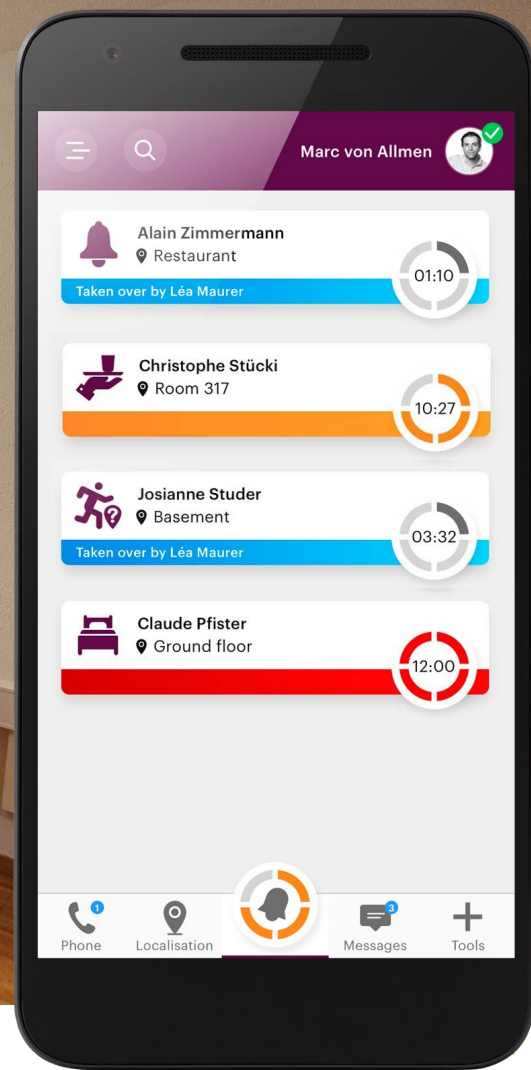 Marc von Allmen
Alain Zimmermann
Restaurant
01:10
Taken over by Léa Maurer
Christophe Stücki
Room 317
10:27
Josianne Studer
Basement
03:32
Taken over by Léa Maurer
Claude Pfister
Ground floor
12:00
1
3
Phone
Localisation
Messages
Tools